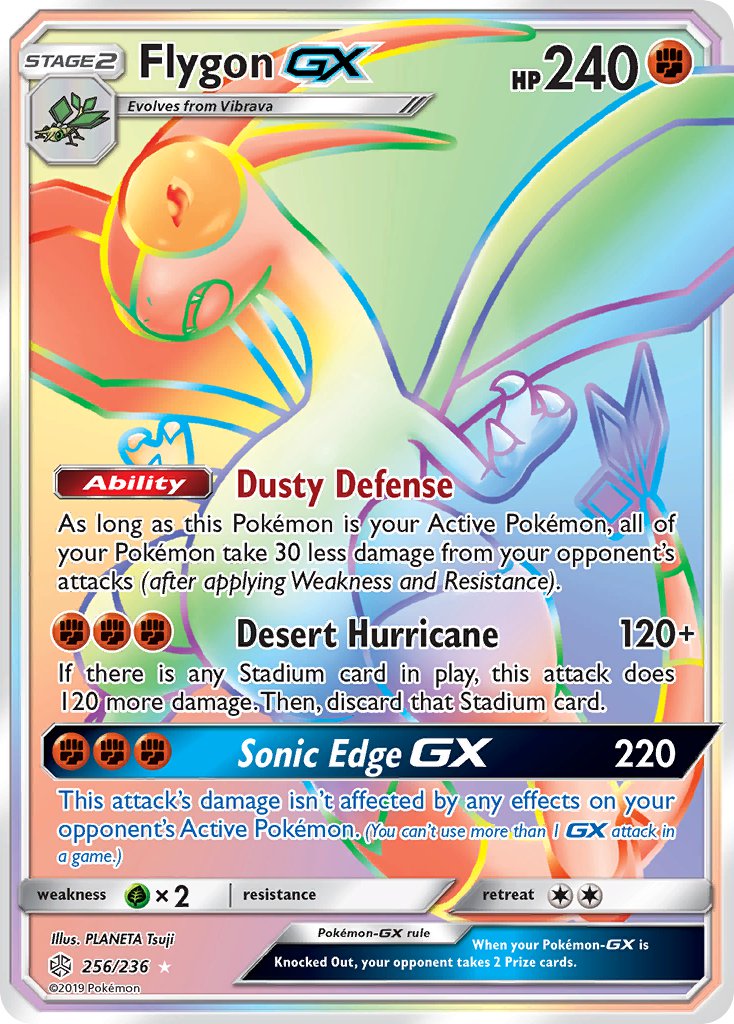 STAGE2 Flygon GX HP 240
Evolves from Vibrava
Ability Dusty Defense
As long as this Pokémon is your Active Pokémon, all of
your Pokémon take 30 less damage from your opponent's
attacks (after applying Weakness and Resistance).
Desert Hurricane 120+
If there is any Stadium card in play, this attack does
120 more damage. Then, discard that Stadium card.
Sonic Edge GX 220
This attack's damage isn't affected by any effects on your
opponent's Active Pokémon. (You can't use more than 1 GX attack in
a game.)
weakness ×2 resistance retreat
Illus. PLANETA Tsuji
Pokémon-GX rule
When your Pokémon-GX is
Knocked Out, your opponent takes 2 Prize cards.
256/236
©2019 Pokémon